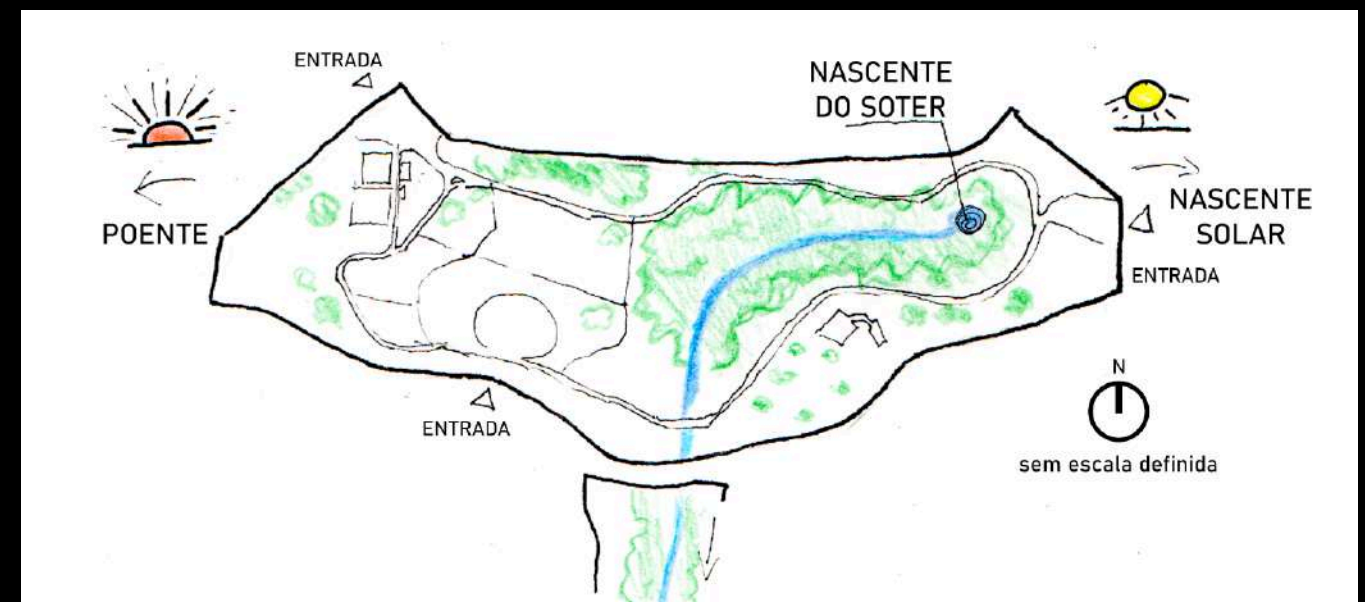 ENTRADA
NASCENTE
DO SOTER
POENTE
NASCENTE
SOLAR
ENTRADA
ENTRADA
N
sem escala definida